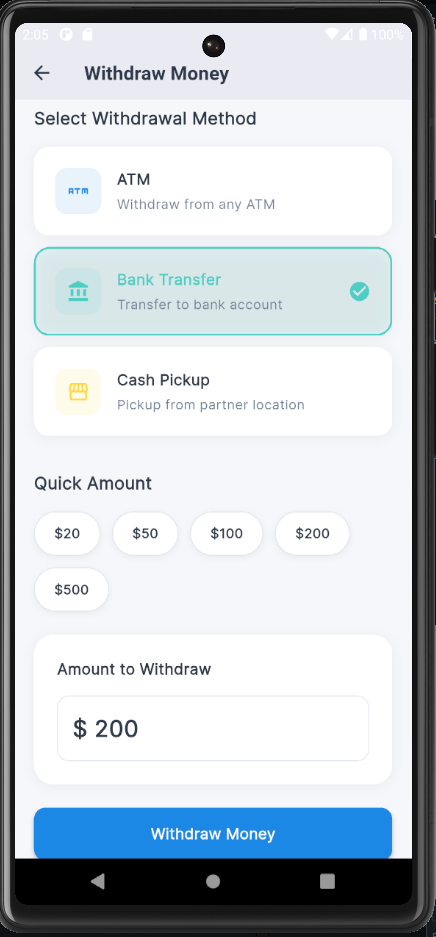 2:05
100%
Withdraw Money
Select Withdrawal Method
ATM
ATM
Withdraw from any ATM
Bank Transfer
Transfer to bank account
Cash Pickup
Pickup from partner location
Quick Amount
$20 $50 $100 $200
$500
Amount to Withdraw
$ 200
Withdraw Money